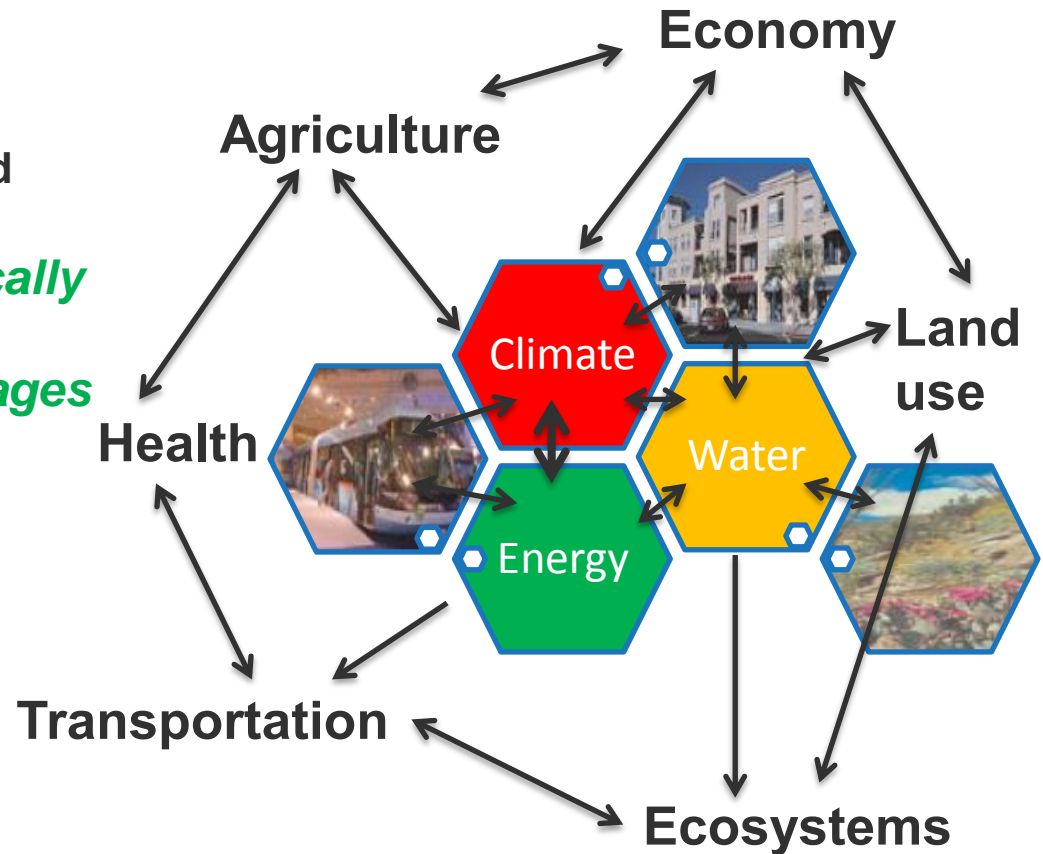 Economy
Agriculture
Climate
Land
use
Water
Health
Energy
Transportation
Ecosystems